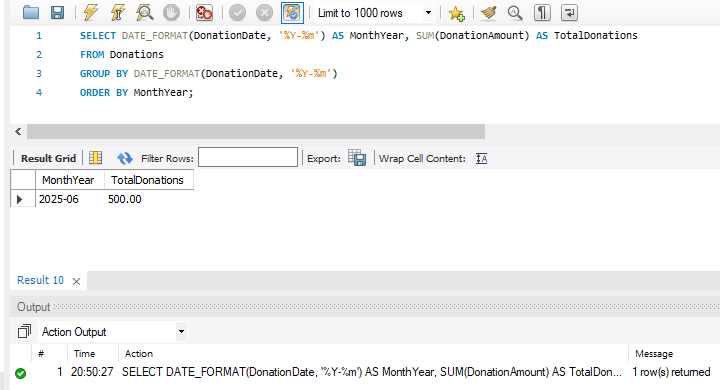 Limit to 1000 rows
1 SELECT DATE_FORMAT(DonationDate, '%Y-%m') AS MonthYear, SUM(DonationAmount) AS TotalDonations
2 FROM Donations
3 GROUP BY DATE_FORMAT(DonationDate, '%Y-%m')
4 ORDER BY MonthYear;
Result Grid Filter Rows: Export: Wrap Cell Content: IA
MonthYear TotalDonations
2025-06 500.00
Result 10 ×
Output
Action Output
# Time Action Message
1 20:50:27 SELECT DATE_FORMAT(DonationDate, '%Y-%m') AS MonthYear, SUM(DonationAmount) AS TotalDon... 1 row(s) returned